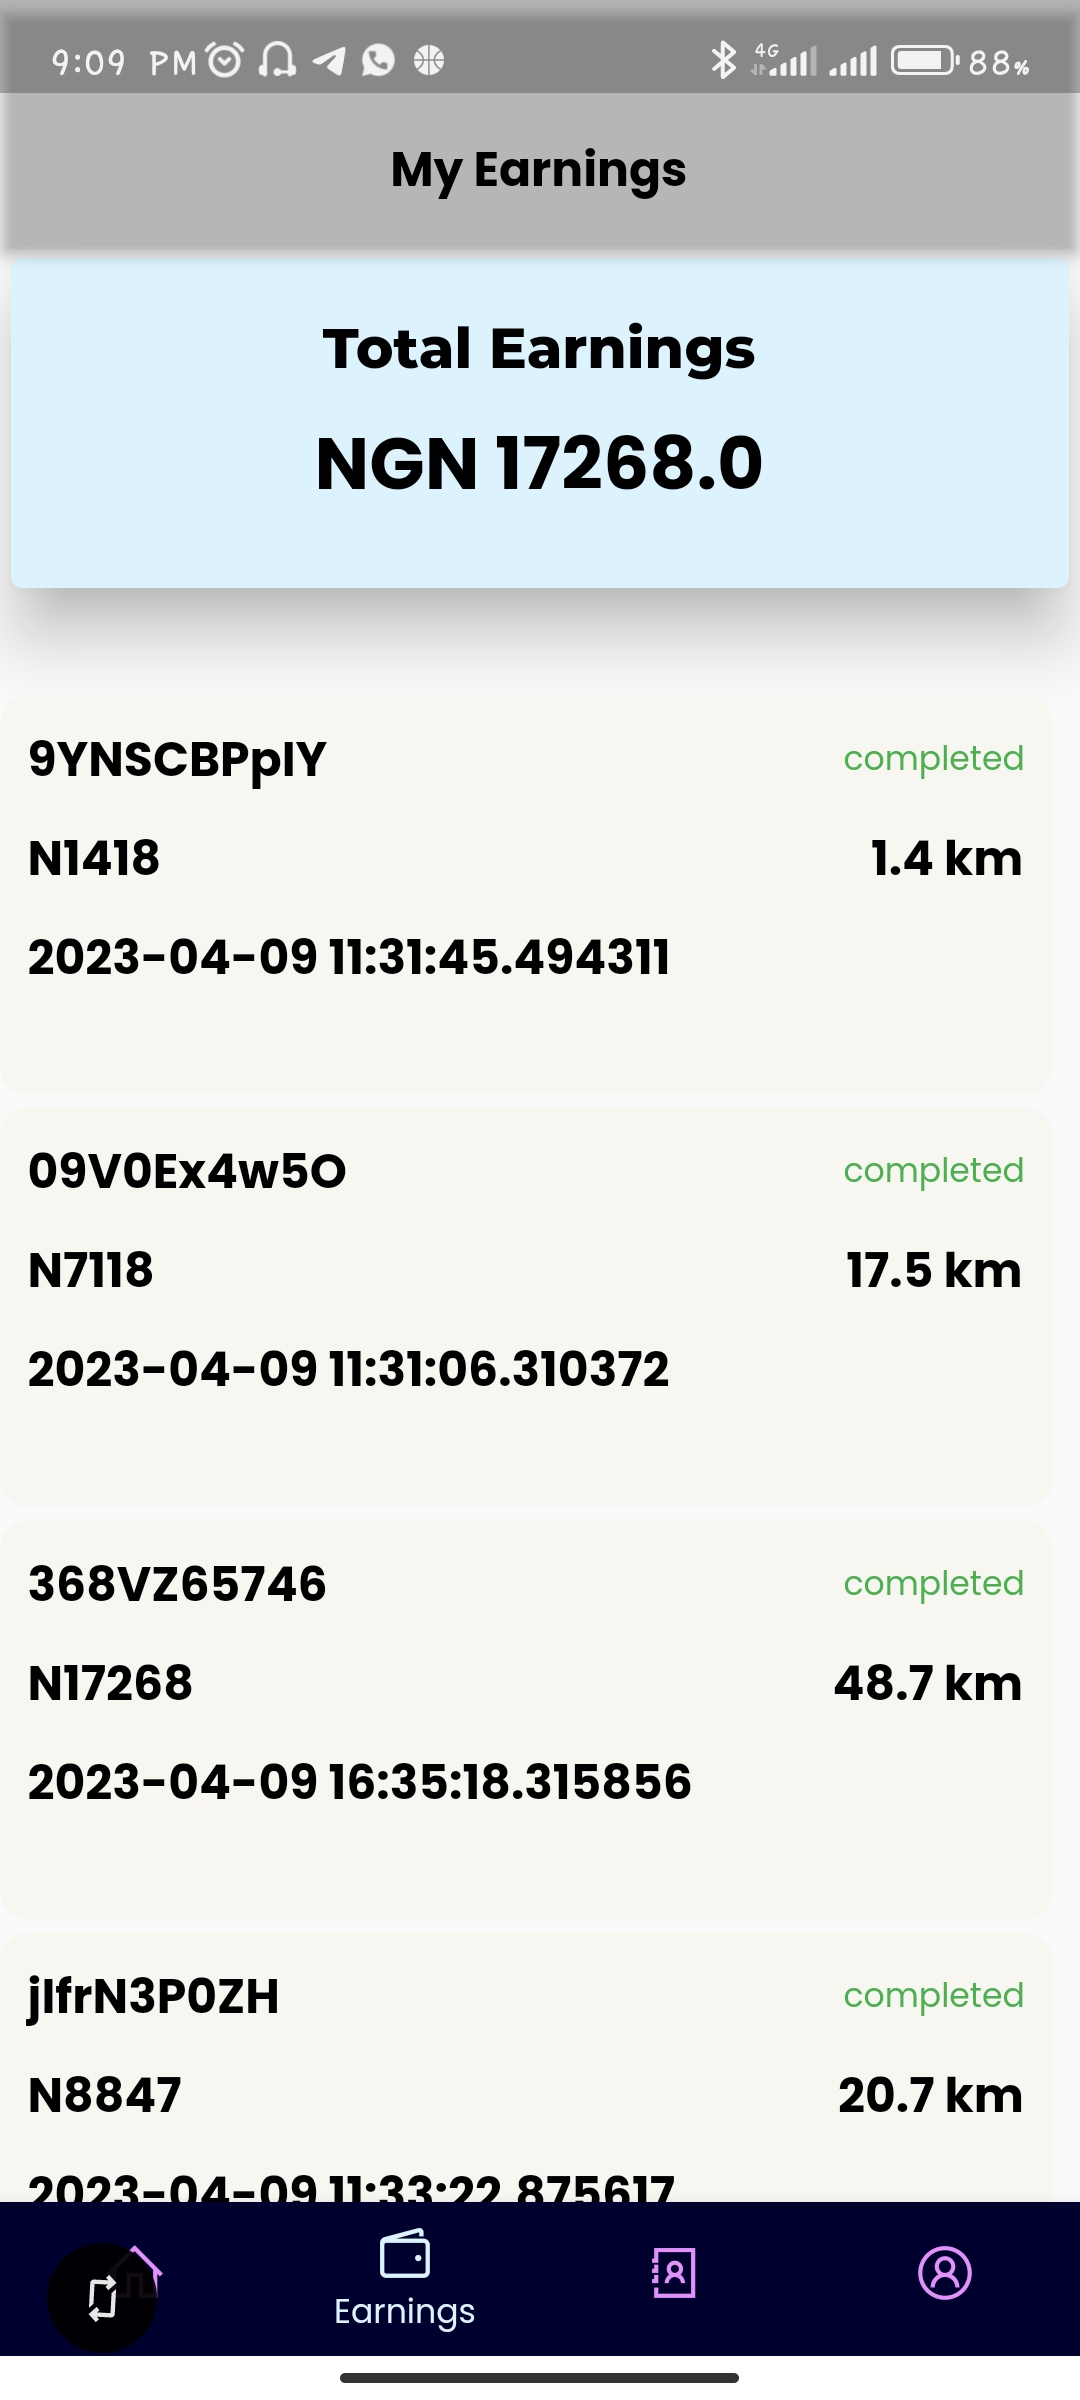 9:09 PM 4G 88%
My Earnings
Total Earnings
NGN 17268.0
9YNSCBPpIY completed
N1418 1.4 km
2023-04-09 11:31:45.494311
09V0Ex4w5O completed
N7118 17.5 km
2023-04-09 11:31:06.310372
368VZ65746 completed
N17268 48.7 km
2023-04-09 16:35:18.315856
jIfrN3P0ZH completed
N8847 20.7 km
2023-04-09 11:33:22.875617
Earnings